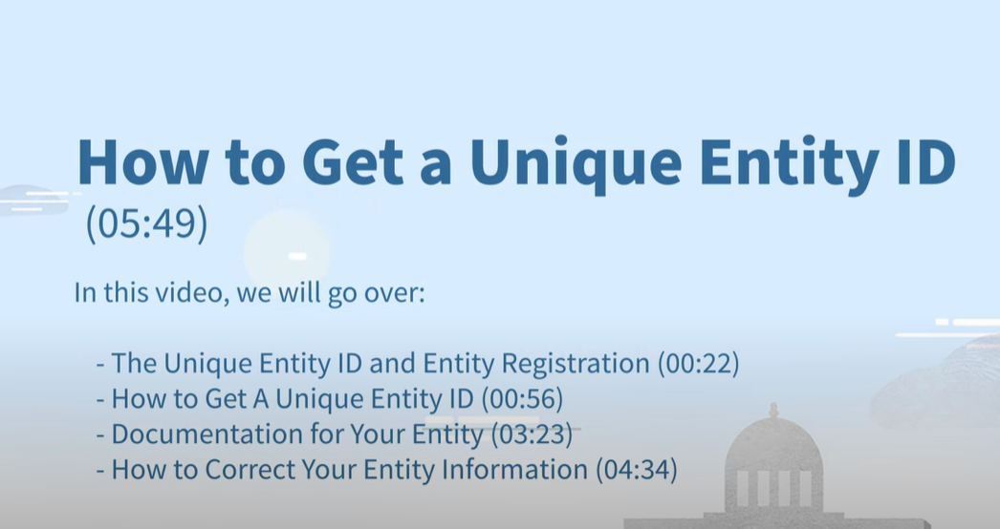 How to Get a Unique Entity ID
(05:49)
In this video, we will go over:
- The Unique Entity ID and Entity Registration (00:22)
- How to Get A Unique Entity ID (00:56)
- Documentation for Your Entity (03:23)
- How to Correct Your Entity Information (04:34)